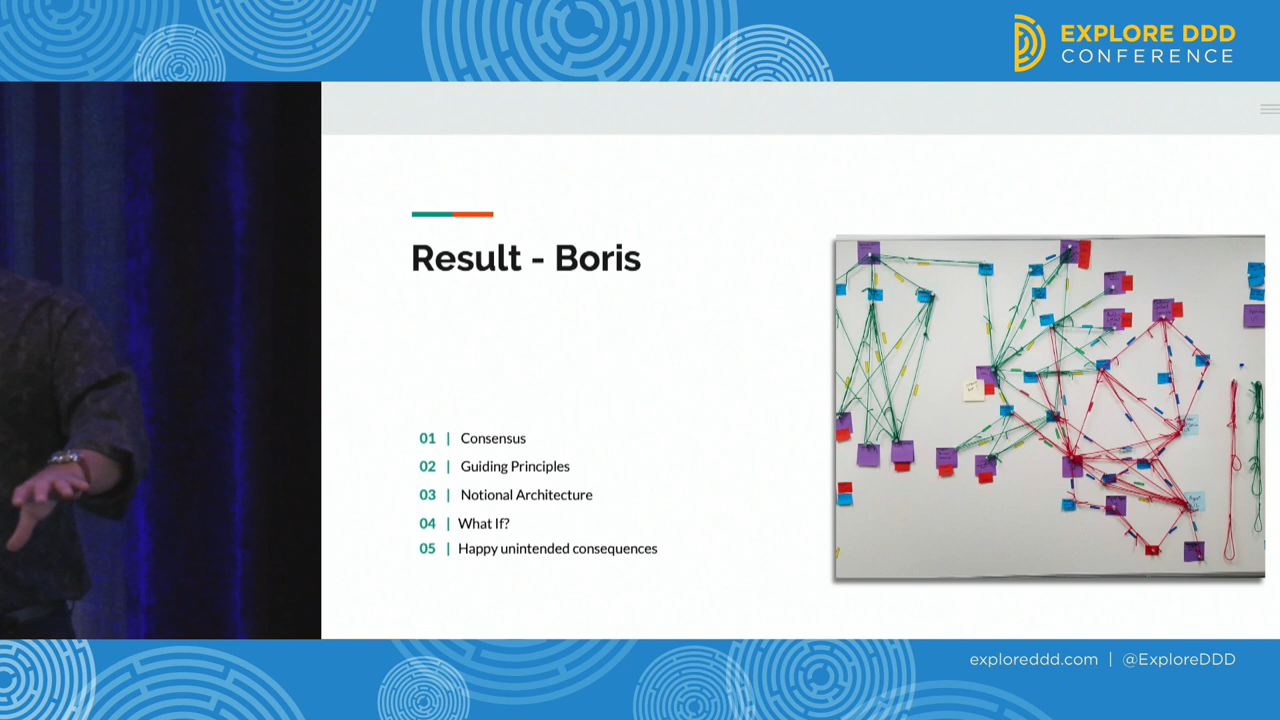 EXPLORE DDD
CONFERENCE
Result - Boris
01 | Consensus
02 | Guiding Principles
03 | Notional Architecture
04 | What If?
05 | Happy unintended consequences
exploreddd.com | @ExploreDDD